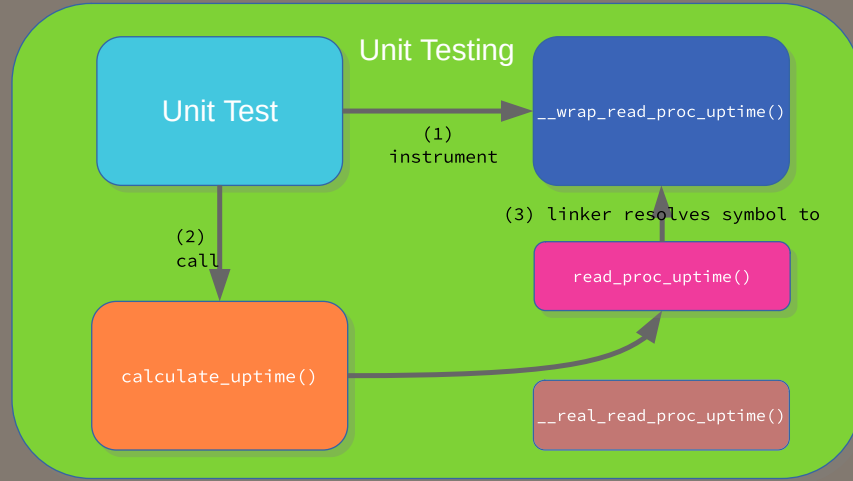 Unit Testing
Unit Test
__wrap_read_proc_uptime()
(1)
instrument
(2)
call
(3) linker resolves symbol to
read_proc_uptime()
calculate_uptime()
__real_read_proc_uptime()